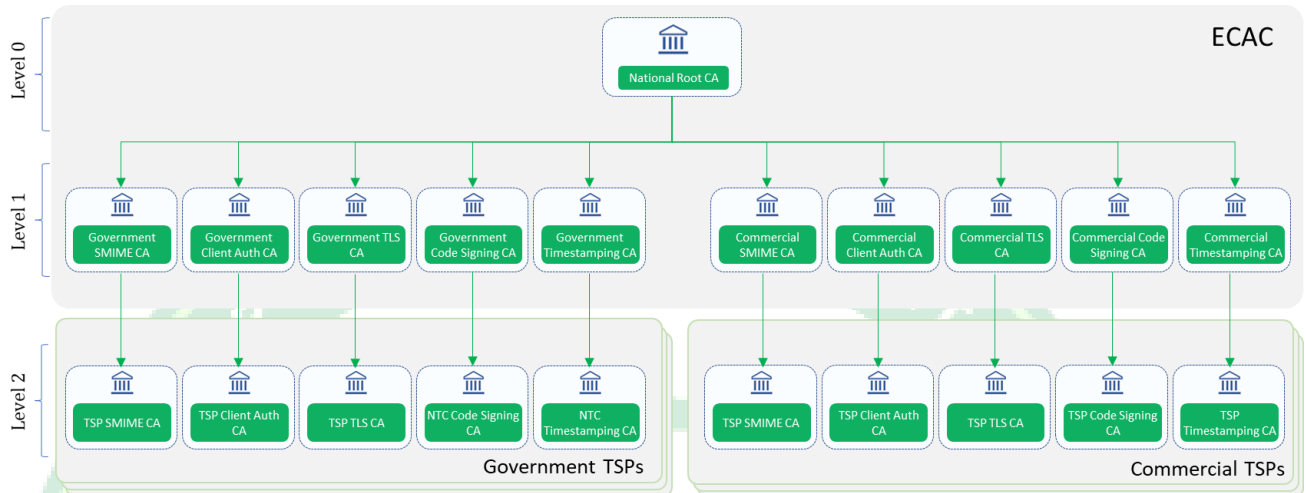 ECAC
Level 0
National Root CA
Level 1
Government
SMIME CA
Government
Client Auth CA
Government TLS
CA
Government
Code Signing CA
Government
Timestamping CA
Commercial
SMIME CA
Commercial
Client Auth CA
Commercial TLS
CA
Commercial Code
Signing CA
Commercial
Timestamping CA
Level 2
TSP SMIME CA
TSP Client Auth
CA
TSP TLS CA
NTC Code Signing
CA
NTC
Timestamping CA
Government TSPs
TSP SMIME CA
TSP Client Auth
CA
TSP TLS CA
TSP Code Signing
CA
TSP
Timestamping CA
Commercial TSPs